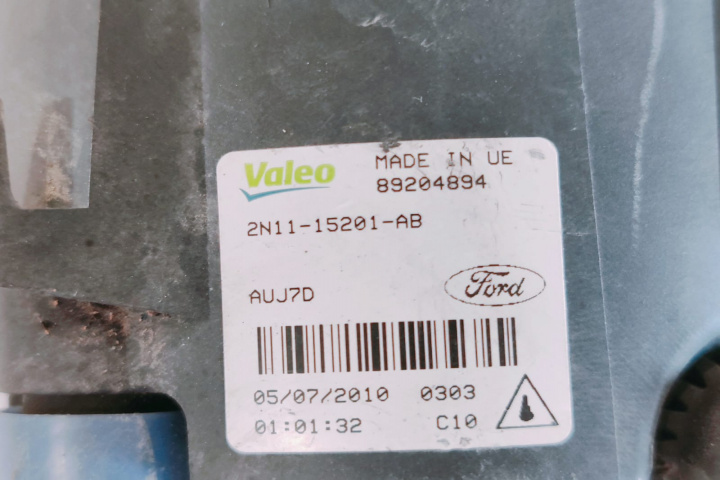 Valeo
MADE IN UE
89204894
2N11-15201-AB
AUJ7D
Ford
05/07/2010 0303
01:01:32 C10